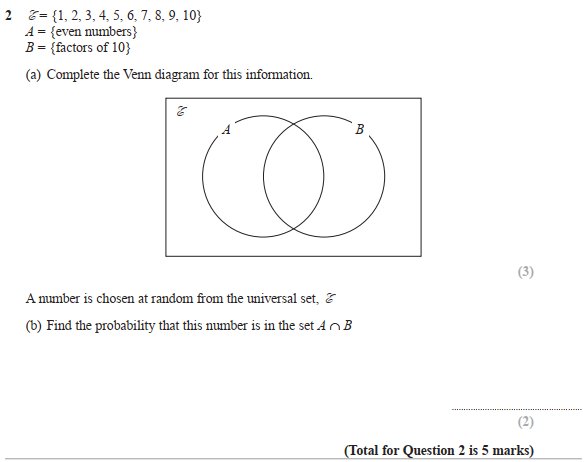 2 ℰ = {1, 2, 3, 4, 5, 6, 7, 8, 9, 10}
A = {even numbers}
B = {factors of 10}
(a) Complete the Venn diagram for this information.
ℰ
A B
(3)
A number is chosen at random from the universal set, ℰ
(b) Find the probability that this number is in the set A ∩ B
(2)
(Total for Question 2 is 5 marks)